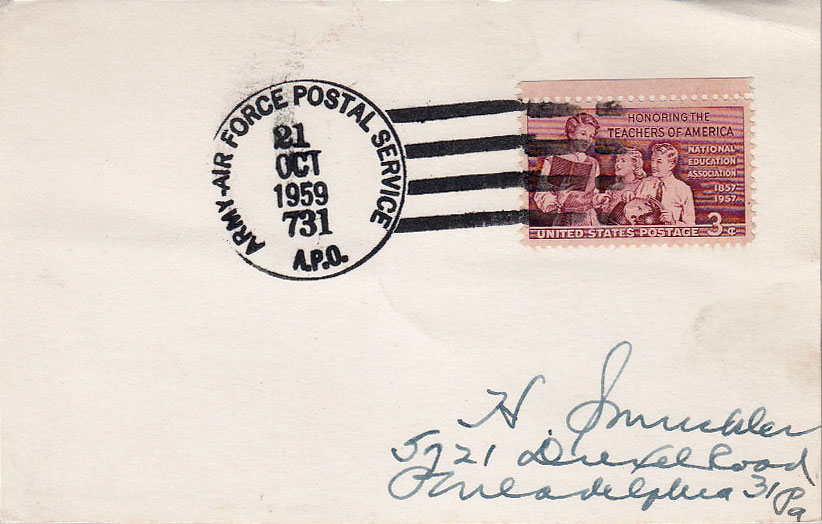 ARMY-AIR FORCE POSTAL SERVICE
21
OCT
1959
731
A.P.O.
HONORING THE
TEACHERS OF AMERICA
NATIONAL
EDUCATION
ASSOCIATION
1857-
1957
UNITED STATES POSTAGE 3¢
H.
5721 Drexel Road
Philadelphia 31 Pa